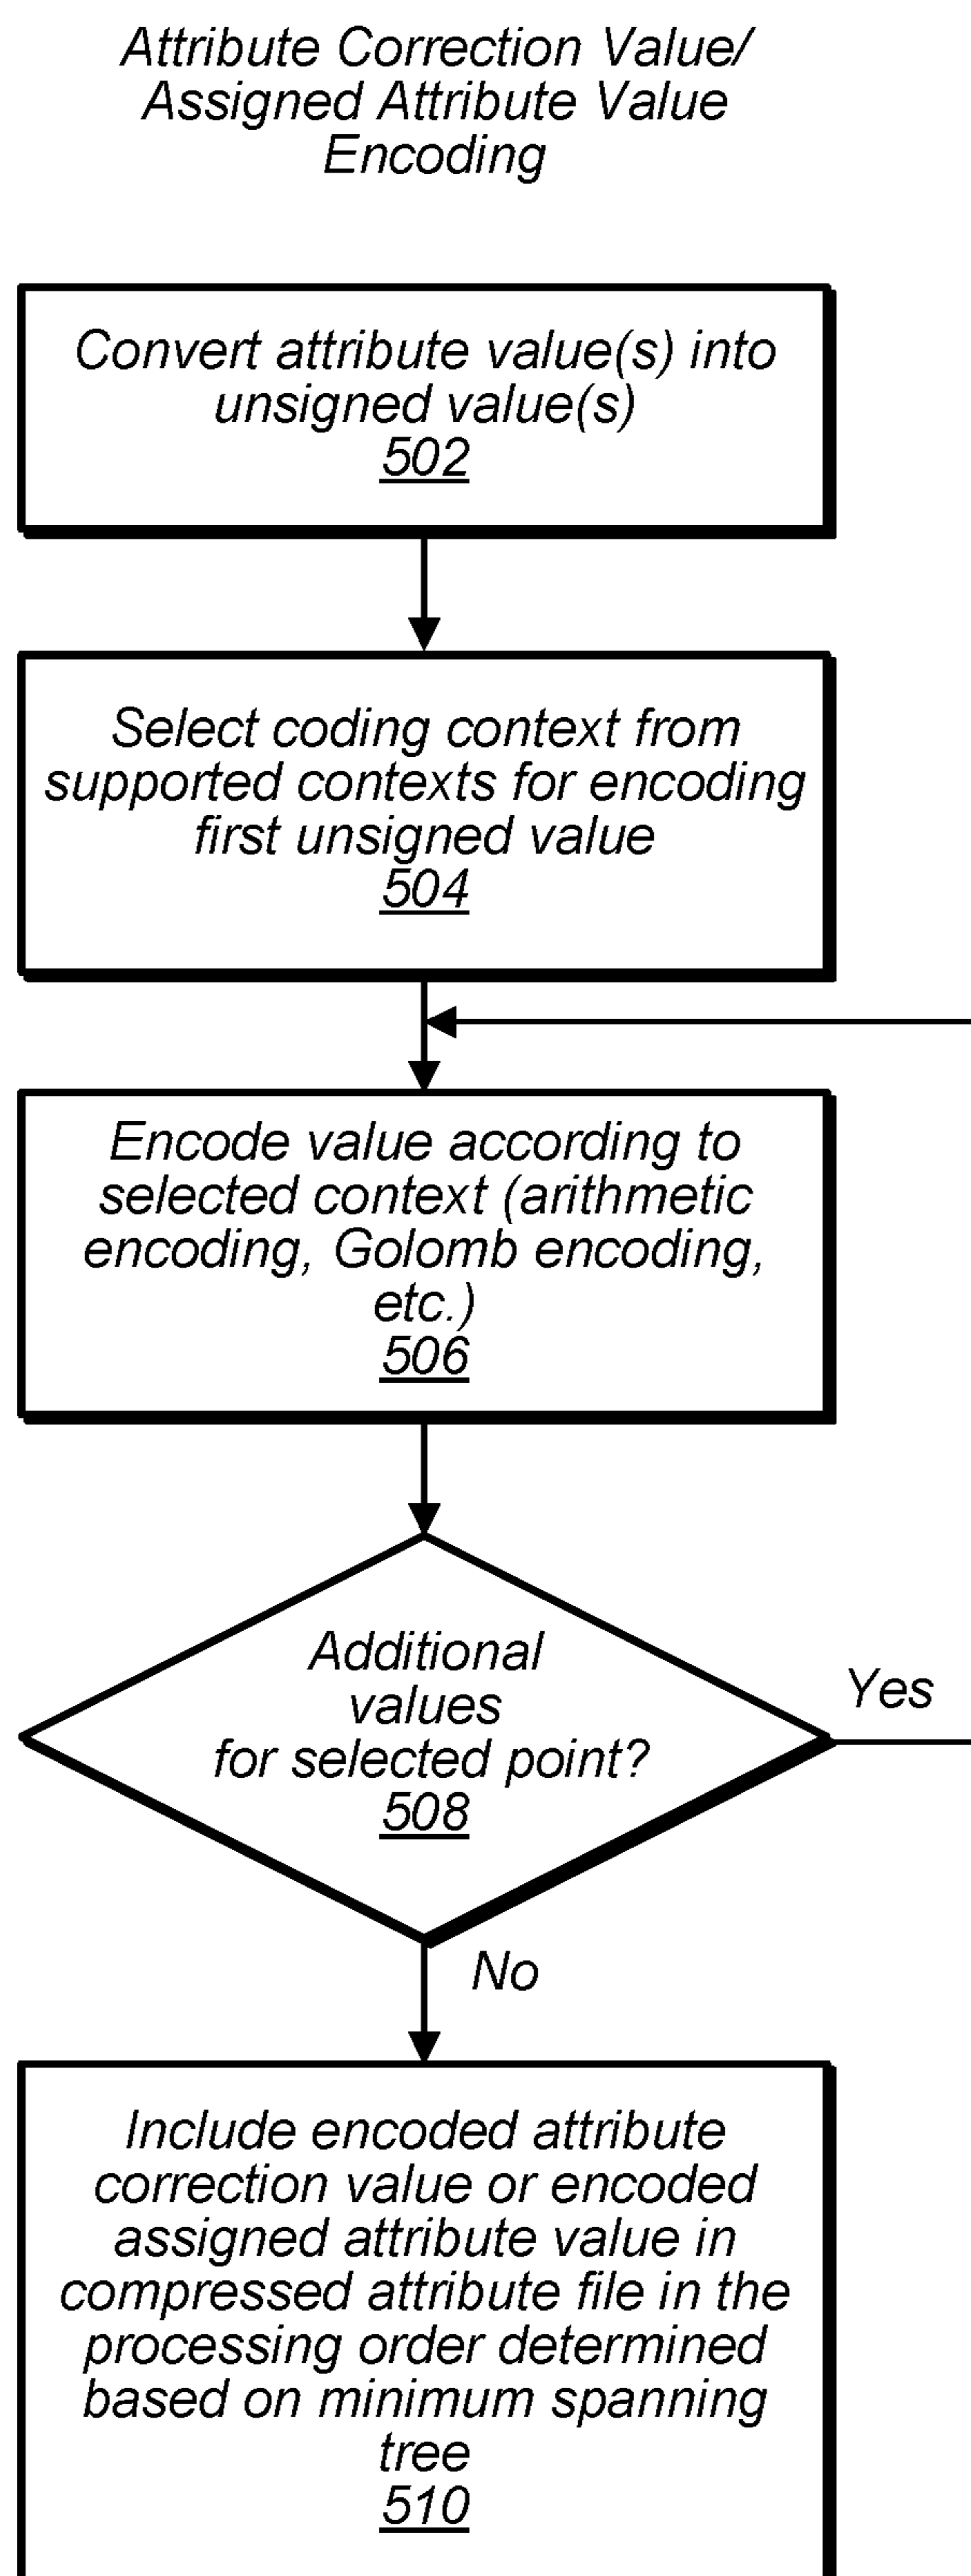 Attribute Correction Value/
Assigned Attribute Value
Encoding
Convert attribute value(s) into
unsigned value(s)
502
Select coding context from
supported contexts for encoding
first unsigned value
504
Encode value according to
selected context (arithmetic
encoding, Golomb encoding,
etc.)
506
Additional
values
for selected point?
508
Yes
No
Include encoded attribute
correction value or encoded
assigned attribute value in
compressed attribute file in the
processing order determined
based on minimum spanning
tree
510